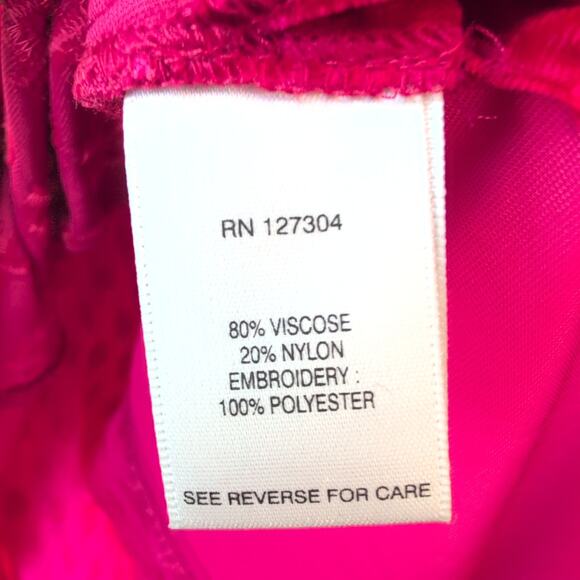 RN 127304
80% VISCOSE
20% NYLON
EMBROIDERY :
100% POLYESTER
SEE REVERSE FOR CARE